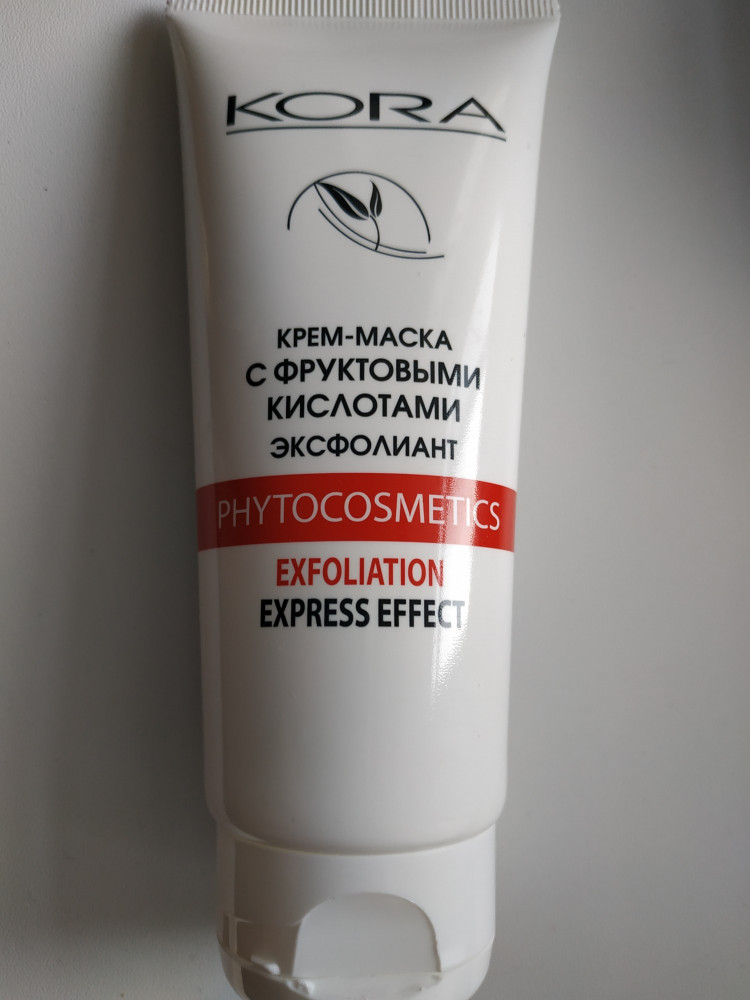 KORA
КРЕМ-МАСКА
С ФРУКТОВЫМИ
КИСЛОТАМИ
ЭКСФОЛИАНТ
PHYTOCOSMETICS
EXFOLIATION
EXPRESS EFFECT